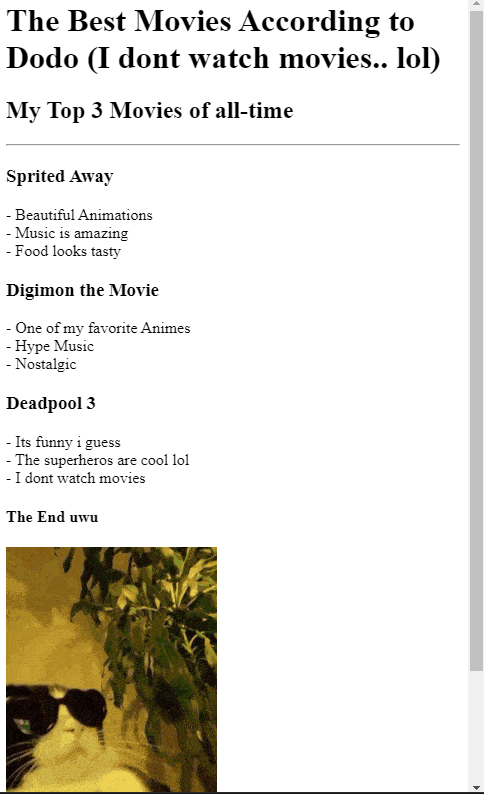 The Best Movies According to
Dodo (I dont watch movies.. lol)
My Top 3 Movies of all-time
Sprited Away
- Beautiful Animations
- Music is amazing
- Food looks tasty
Digimon the Movie
- One of my favorite Animes
- Hype Music
- Nostalgic
Deadpool 3
- Its funny i guess
- The superheros are cool lol
- I dont watch movies
The End uwu